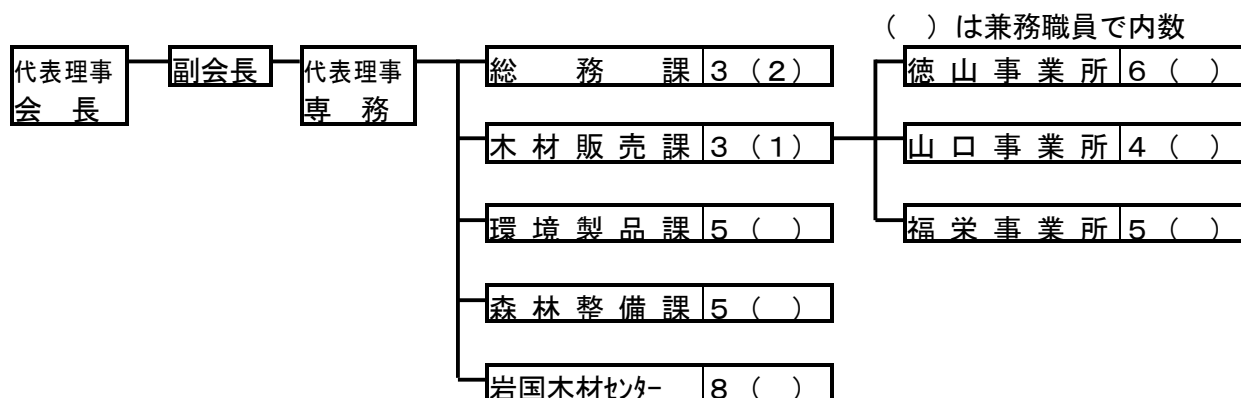 （　）は兼務職員で内数
代表理事
会　長
副会長
代表理事
専　務
総　務　課 3（2）
木材販売課 3（1）
環境製品課 5（　）
森林整備課 5（　）
岩国木材ｾﾝﾀｰ 8（　）
徳山事業所 6（　）
山口事業所 4（　）
福栄事業所 5（　）